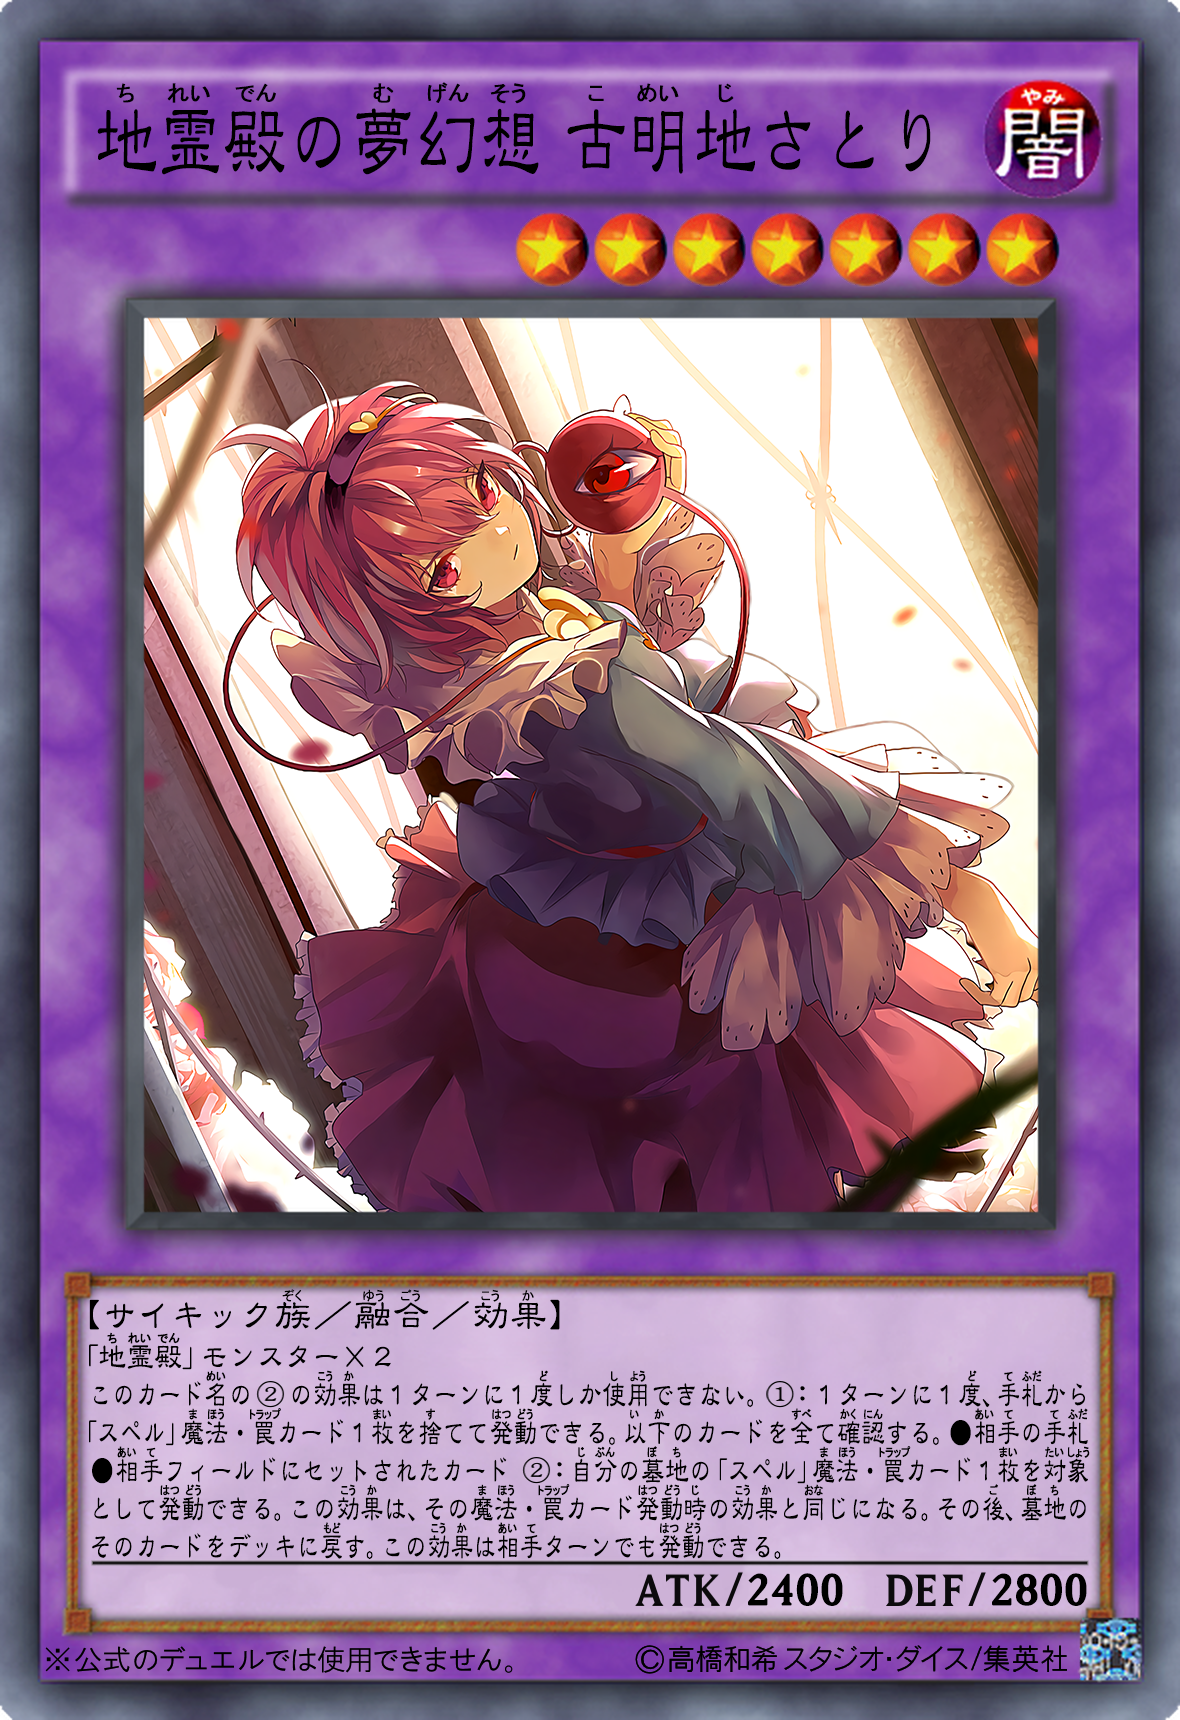 地霊殿の夢幻想 古明地さとり
闇
【サイキック族／融合／効果】
「地霊殿」モンスター×２
このカード名の②の効果は１ターンに１度しか使用できない。①：１ターンに１度、手札から
「スペル」魔法・罠カード１枚を捨てて発動できる。以下のカードを全て確認する。●相手の手札
●相手フィールドにセットされたカード ②：自分の墓地の「スペル」魔法・罠カード１枚を対象
として発動できる。この効果は、その魔法・罠カード発動時の効果と同じになる。その後、墓地の
そのカードをデッキに戻す。この効果は相手ターンでも発動できる。
ATK/2400 DEF/2800
※公式のデュエルでは使用できません。 ©高橋和希 スタジオ・ダイス/集英社